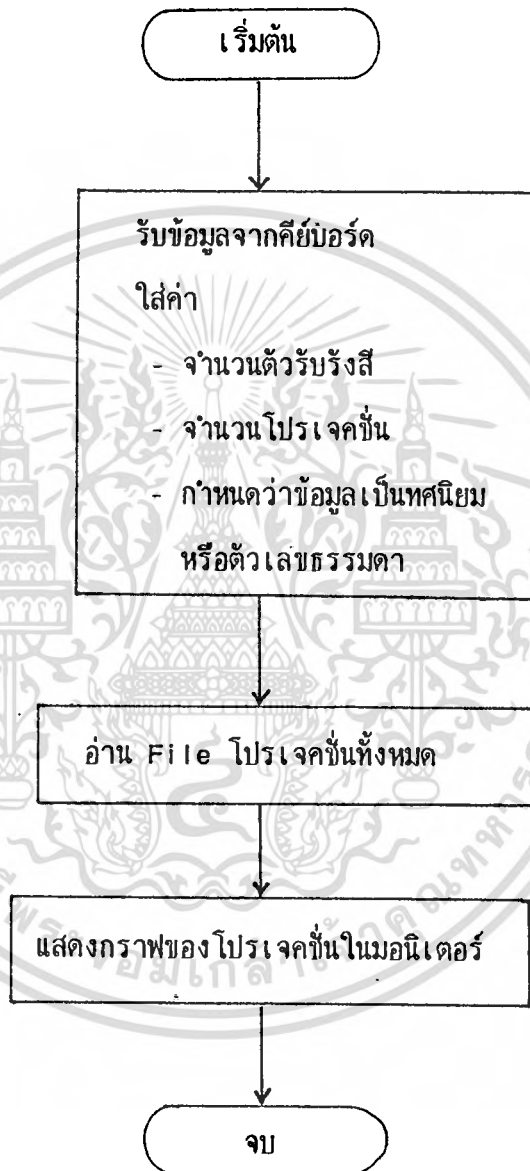 เริ่มต้น
รับข้อมูลจากคีย์บอร์ด
ใส่ค่า
- จำนวนตัวรับรังสี
- จำนวนโปรเจคชั่น
- กำหนดว่าข้อมูลเป็นทศนิยม
หรือตัวเลขธรรมดา
อ่าน File โปรเจคชั่นทั้งหมด
แสดงกราฟของโปรเจคชั่นในมอนิเตอร์
จบ